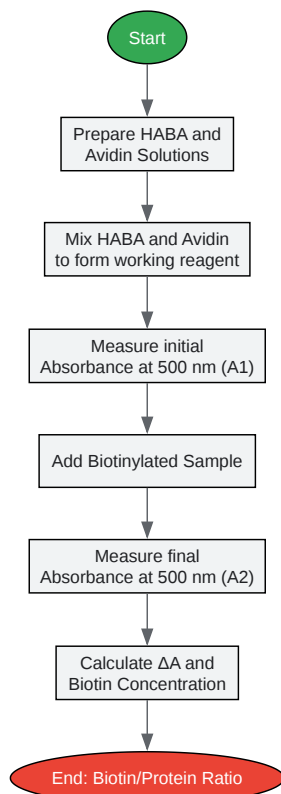 Start
Prepare HABA and
Avidin Solutions
Mix HABA and Avidin
to form working reagent
Measure initial
Absorbance at 500 nm (A1)
Add Biotinylated Sample
Measure final
Absorbance at 500 nm (A2)
Calculate ΔA and
Biotin Concentration
End: Biotin/Protein Ratio